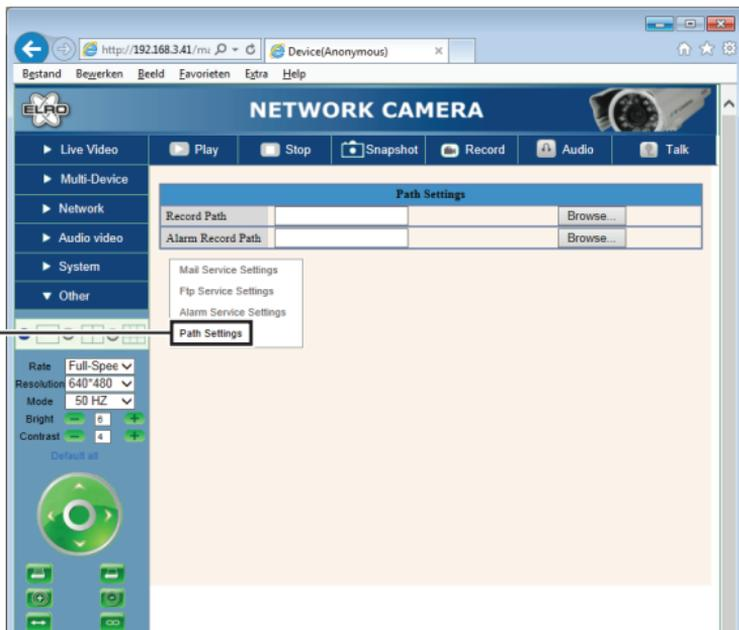 http://192.168.3.41/ma
Device(Anonymous)
Bestand Bewerken Beeld Favorieten Extra Help
ELRO
NETWORK CAMERA
Live Video
Play
Stop
Snapshot
Record
Audio
Talk
Multi-Device
Network
Audio video
System
Other
Path Settings
Record Path
Browse...
Alarm Record Path
Browse...
Mail Service Settings
Ftp Service Settings
Alarm Service Settings
Path Settings
Rate Full-Spee
Resolution 640*480
Mode 50 HZ
Bright 6
Contrast 4
Default all